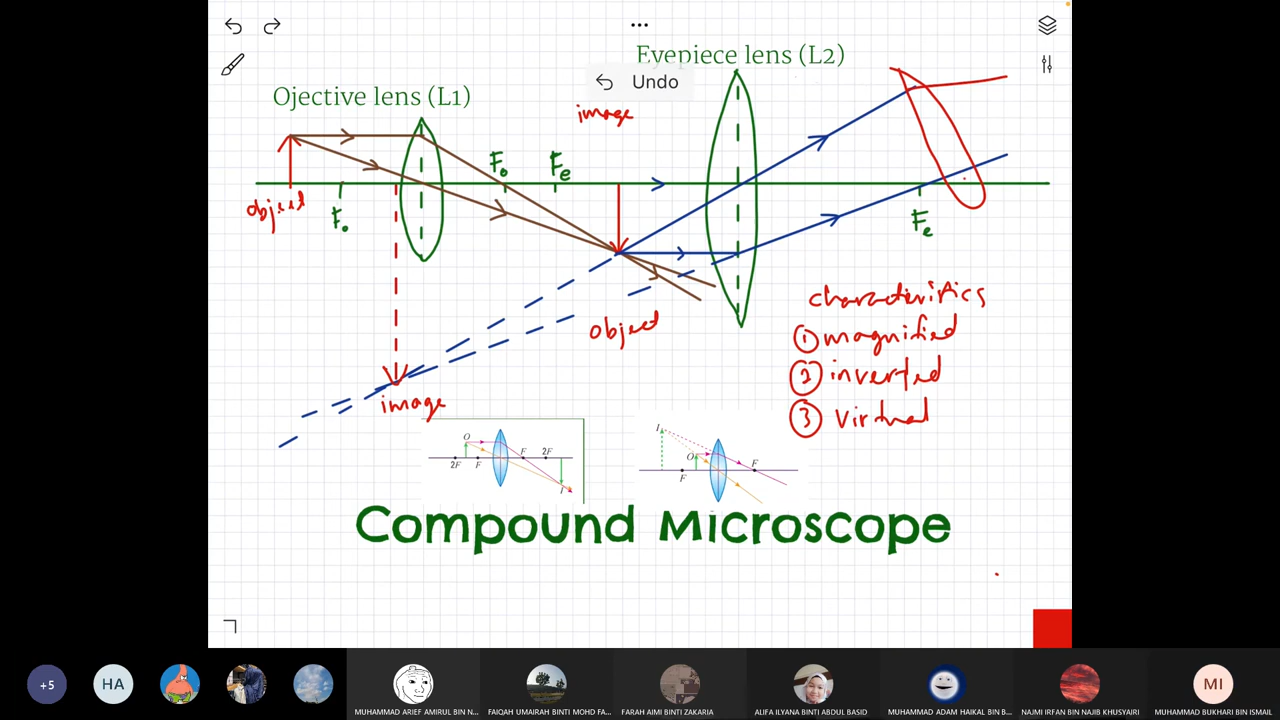 Eyepiece lens (L2)
Undo
Ojective lens (L1)
image
F₀
Fₑ
object
F₀
Fₑ
object
image
characteristics
① magnified
② inverted
③ virtual
O
2F
F
F
2F
I
I
O
F
F
Compound Microscope
+5
HA
MI
MUHAMMAD ARIEF AMIRUL BIN N...
FAIQAH UMAIRAH BINTI MOHD FA...
FARAH AIMI BINTI ZAKARIA
ALIFA ILYANA BINTI ABDUL BASID
MUHAMMAD ADAM HAIKAL BIN B...
NAJMI IRFAN BIN NAJIB KHUSYAIRI
MUHAMMAD BUKHARI BIN ISMAIL